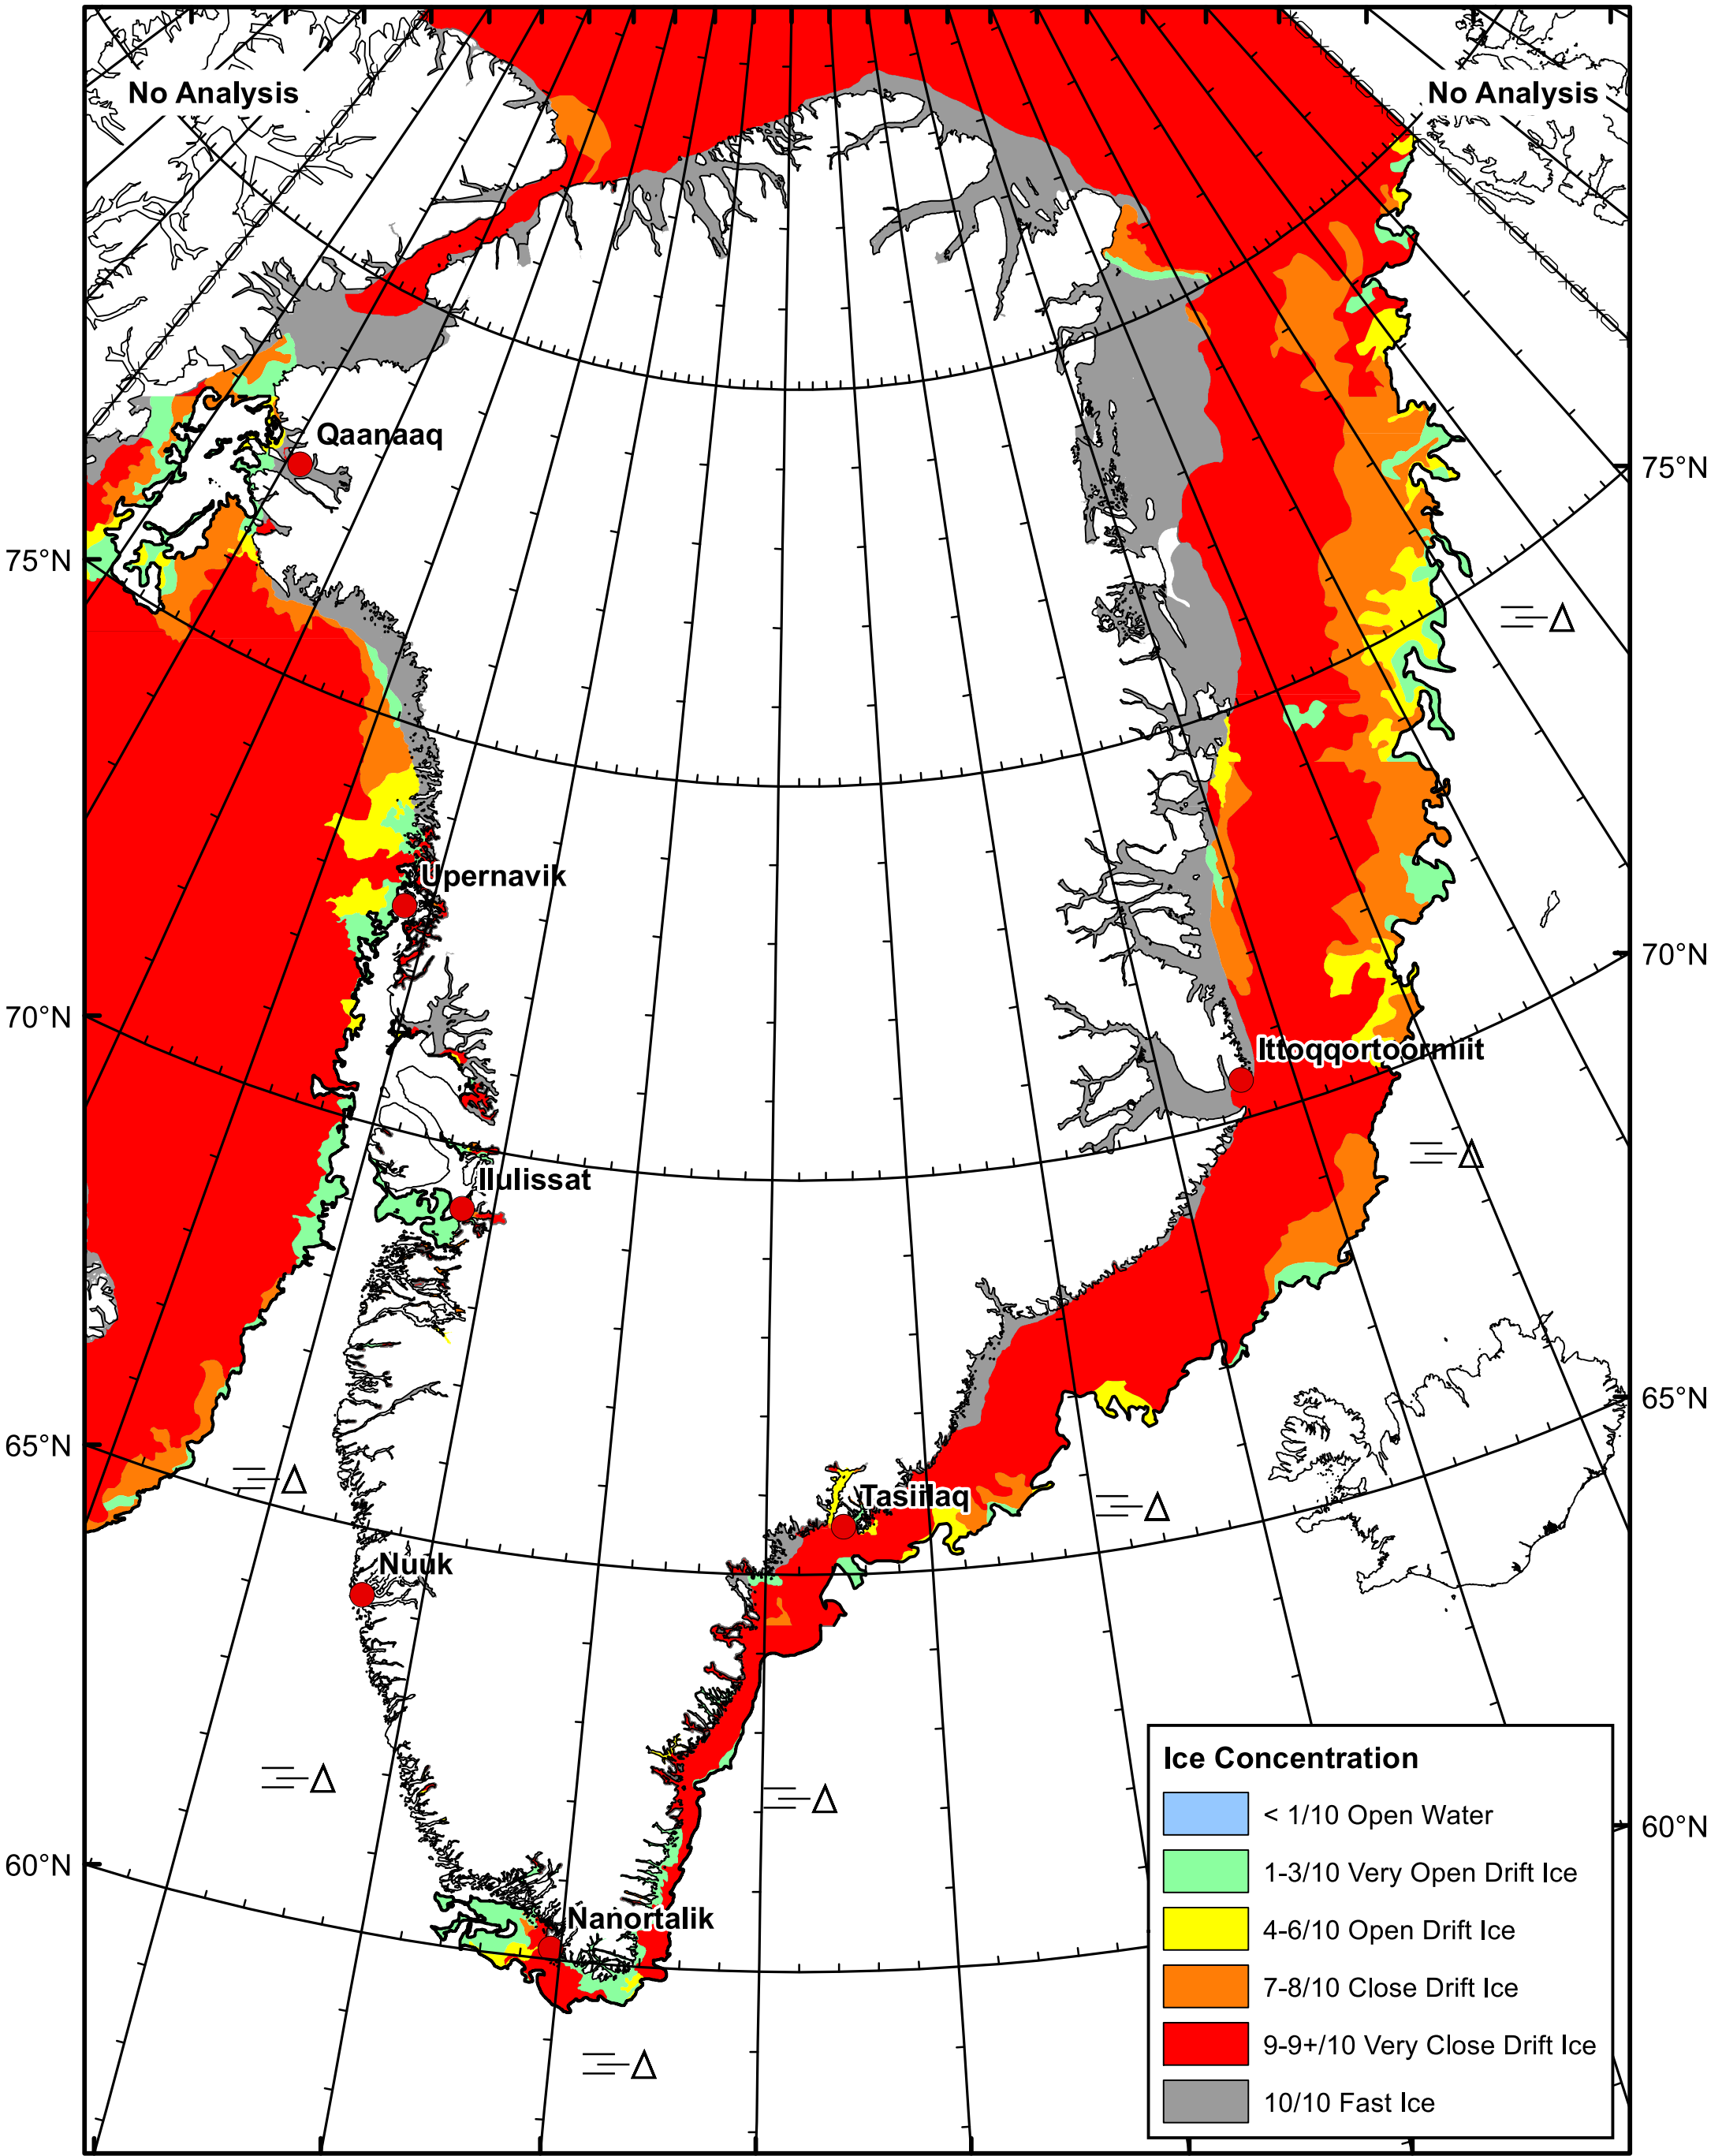 No Analysis
No Analysis
Qaanaaq
75°N
75°N
Upernavik
70°N
70°N
Ittoqqortoormiit
Ilulissat
65°N
65°N
Tasiilaq
Nuuk
Ice Concentration
< 1/10 Open Water
60°N
60°N
1-3/10 Very Open Drift Ice
Nanortalik
4-6/10 Open Drift Ice
7-8/10 Close Drift Ice
9-9+/10 Very Close Drift Ice
10/10 Fast Ice